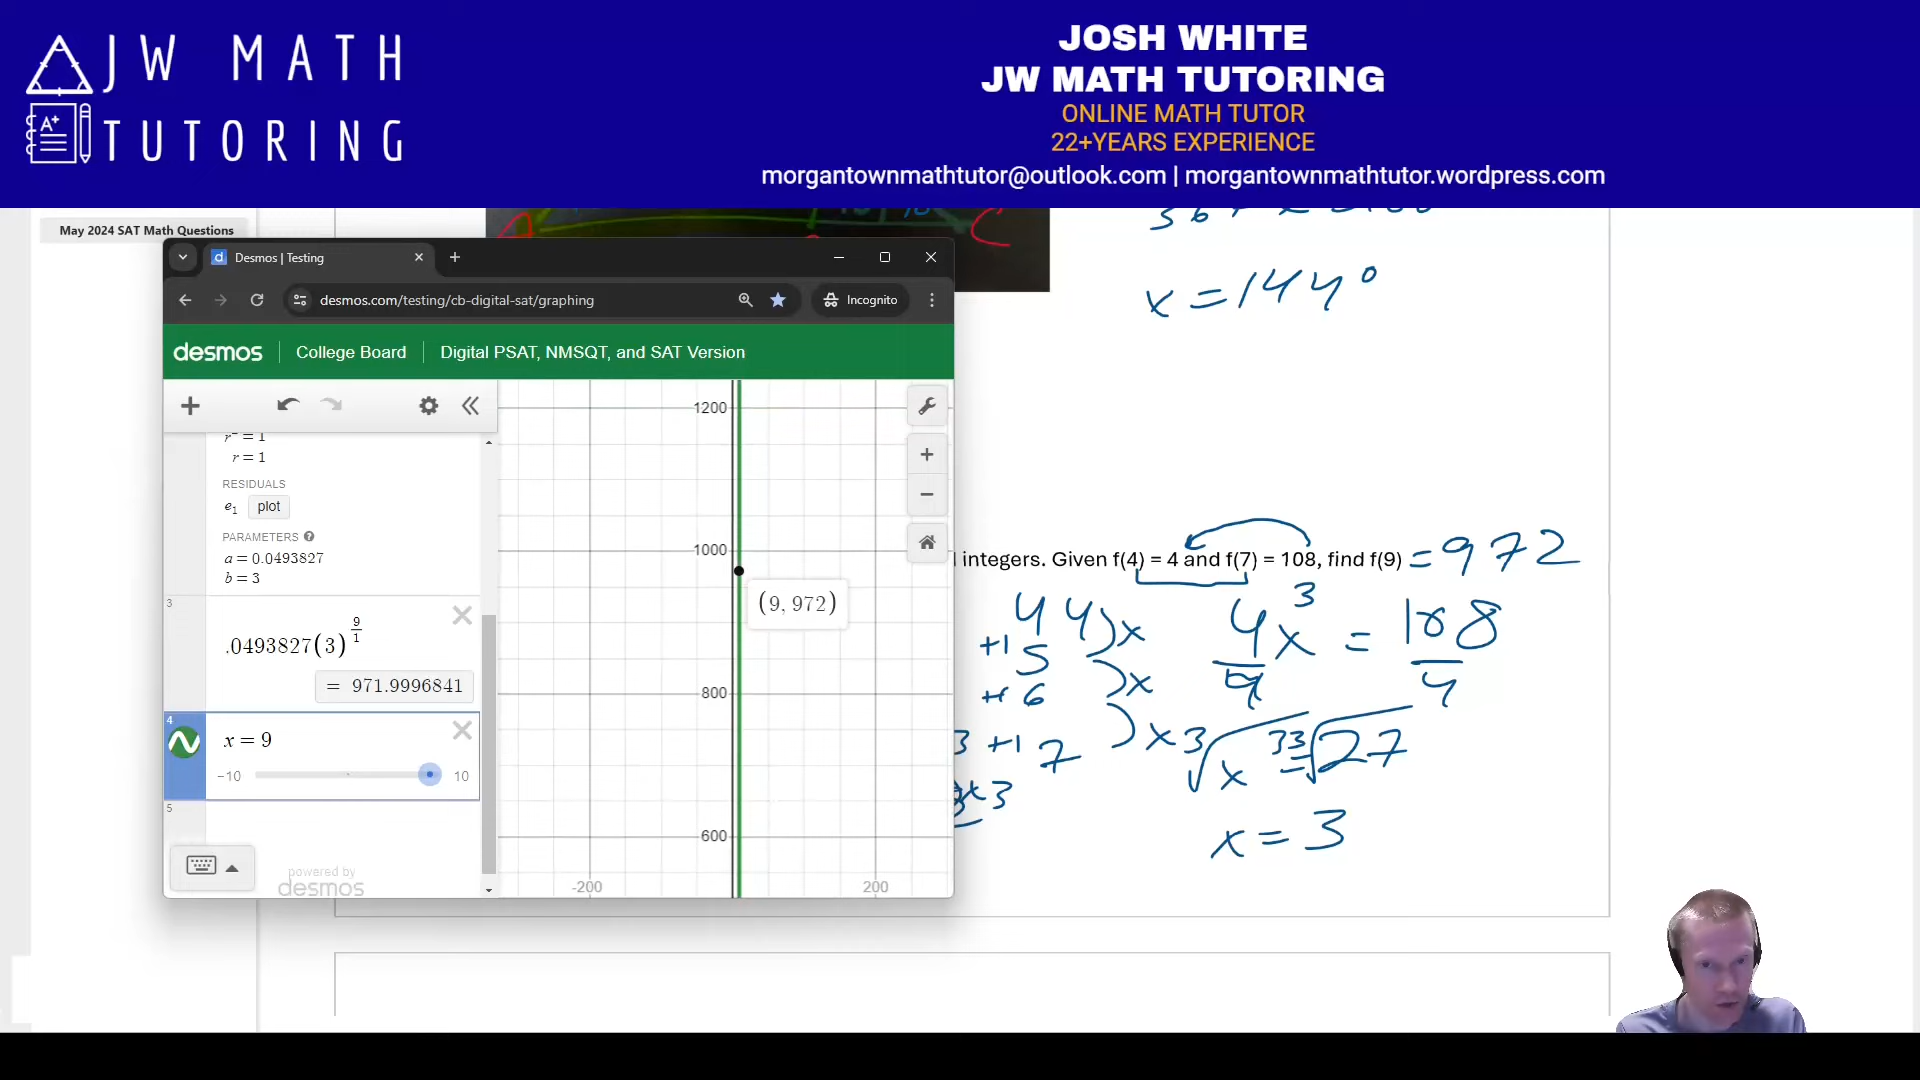 JW MATH
A+
TUTORING
JOSH WHITE
JW MATH TUTORING
ONLINE MATH TUTOR
22+YEARS EXPERIENCE
morgantownmathtutor@outlook.com | morgantownmathtutor.wordpress.com
May 2024 SAT Math Questions
A
C
x = 144°
Desmos | Testing
desmos.com/testing/cb-digital-sat/graphing
Incognito
desmos
College Board
Digital PSAT, NMSQT, and SAT Version
r = 1
RESIDUALS
e₁ plot
PARAMETERS
a = 0.0493827
b = 3
3
.0493827(3)^(9/1)
= 971.9996841
4
x = 9
-10
10
5
powered by
desmos
1200
1000
800
600
-200
200
(9, 972)
integers. Given f(4) = 4 and f(7) = 108, find f(9) = 972
4 4 )x
+1 5 )x
+1 6 )x
3 +1 7
4x³ = 108
4 4
³√x³ = ³√27
x = 3